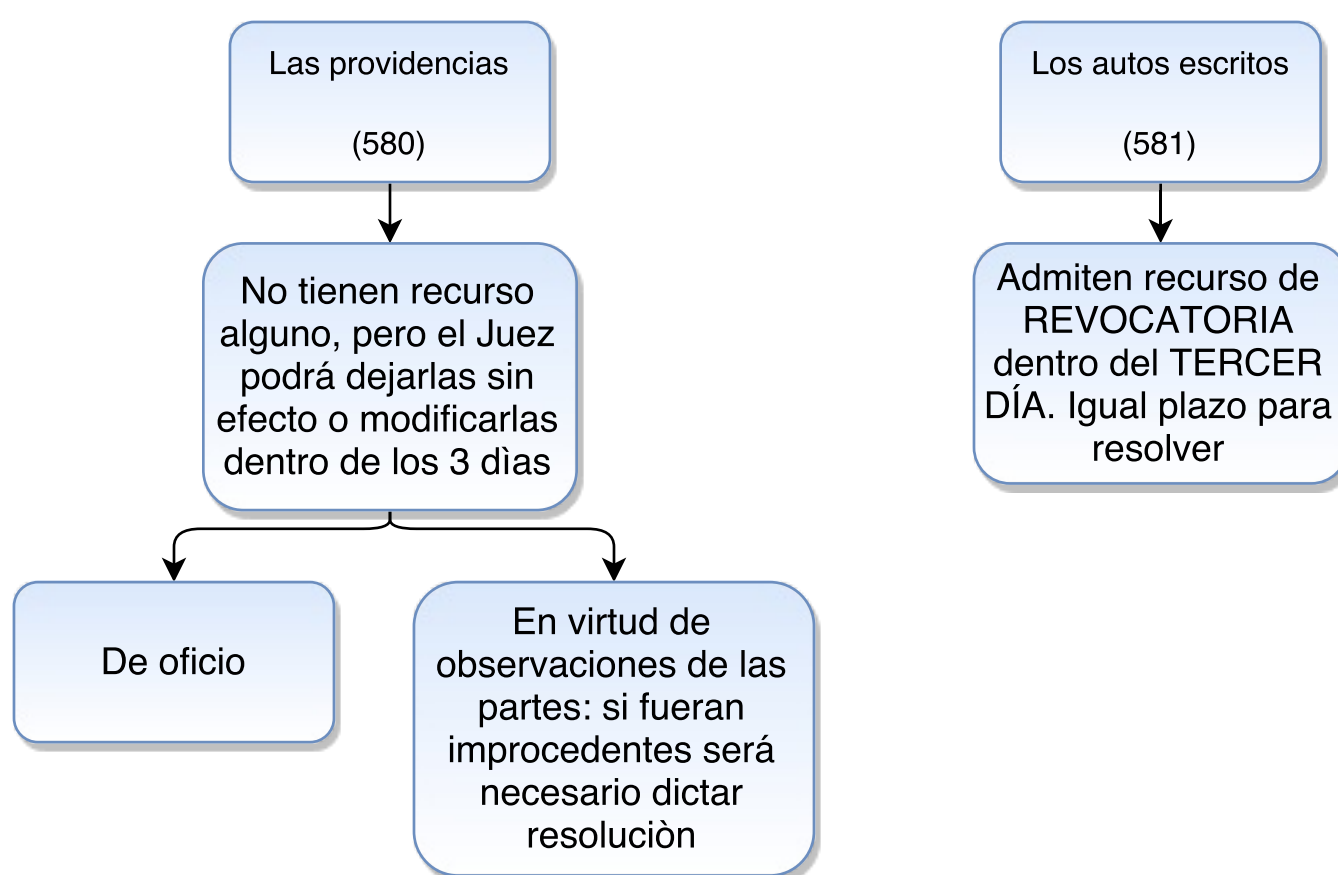 Las providencias
(580)
No tienen recurso
alguno, pero el Juez
podrá dejarlas sin
efecto o modificarlas
dentro de los 3 dìas
De oficio
En virtud de
observaciones de las
partes: si fueran
improcedentes será
necesario dictar
resoluciòn
Los autos escritos
(581)
Admiten recurso de
REVOCATORIA
dentro del TERCER
DÍA. Igual plazo para
resolver